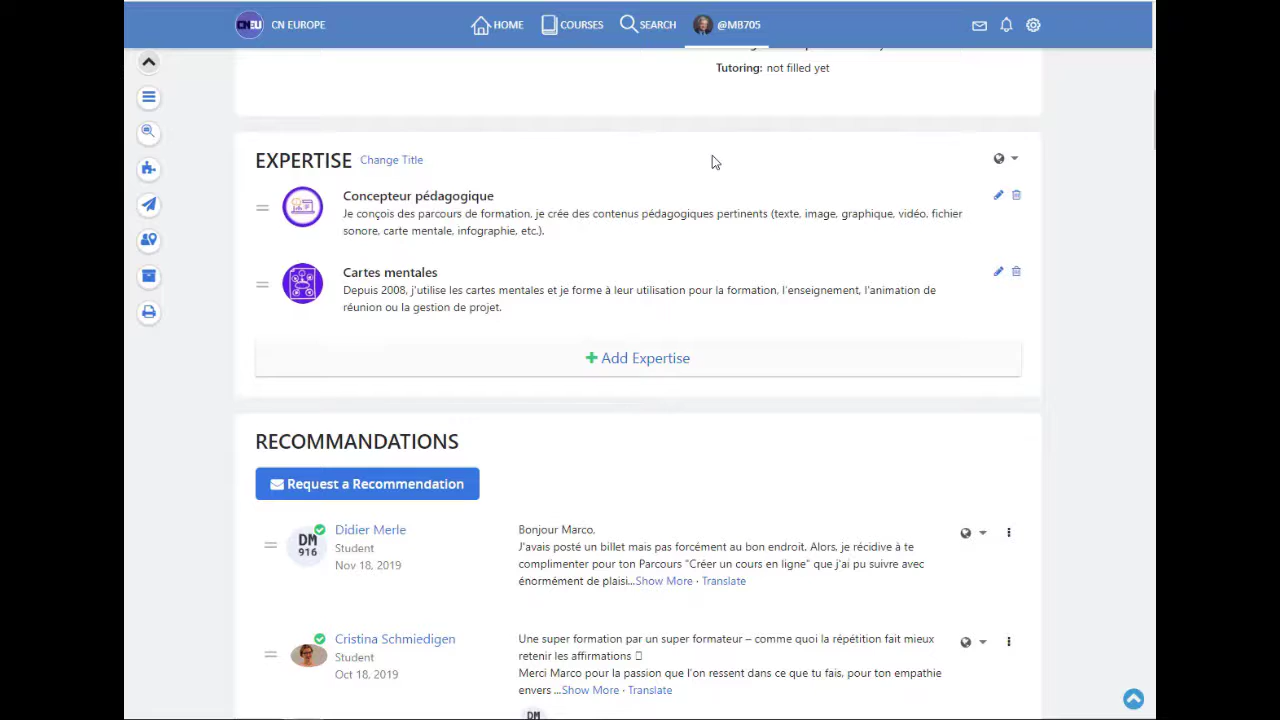 CNEU CN EUROPE HOME COURSES SEARCH @MB705
Tutoring: not filled yet
EXPERTISE Change Title
Concepteur pédagogique
Je conçois des parcours de formation, je crée des contenus pédagogiques pertinents (texte, image, graphique, vidéo, fichier
sonore, carte mentale, infographie, etc.).
Cartes mentales
Depuis 2008, j'utilise les cartes mentales et je forme à leur utilisation pour la formation, l'enseignement, l'animation de
réunion ou la gestion de projet.
Add Expertise
RECOMMANDATIONS
Request a Recommendation
DM
916
Didier Merle
Student
Nov 18, 2019
Bonjour Marco,
J'avais posté un billet mais pas forcément au bon endroit. Alors, je récidive à te
complimenter pour ton Parcours "Créer un cours en ligne" que j'ai pu suivre avec
énormément de plaisi...Show More · Translate
Cristina Schmiedigen
Student
Oct 18, 2019
Une super formation par un super formateur – comme quoi la répétition fait mieux
retenir les affirmations
Merci Marco pour la passion que l'on ressent dans ce que tu fais, pour ton empathie
envers ...Show More · Translate
DM